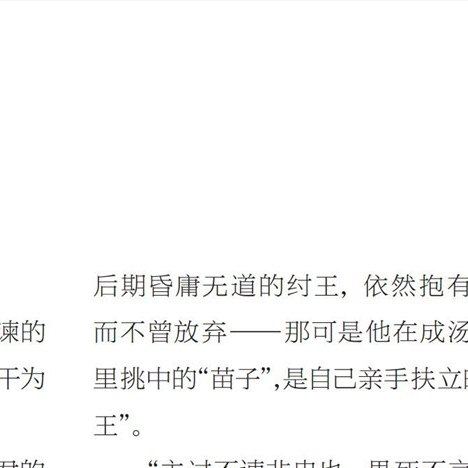 谏的
干为
后期昏庸无道的纣王，依然抱有
而不曾放弃——那可是他在成汤
里挑中的“苗子”，是自己亲手扶立
王”。